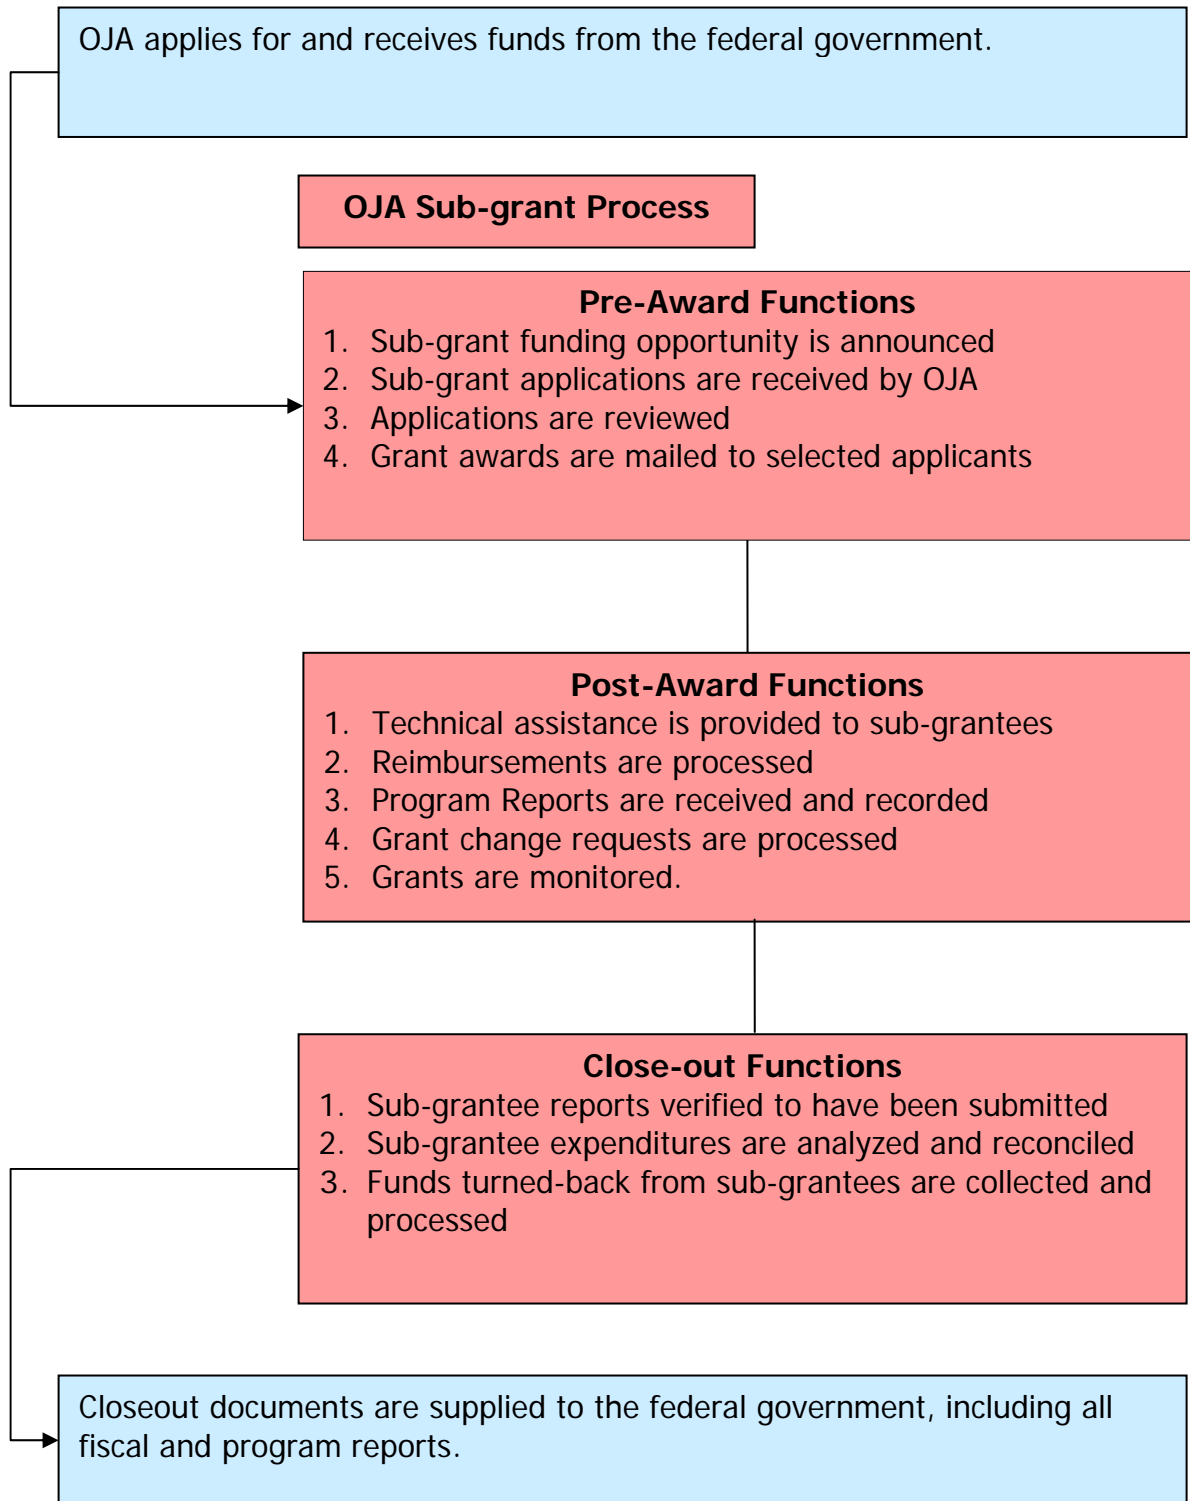 OJA applies for and receives funds from the federal government.
OJA Sub-grant Process
Pre-Award Functions
1. Sub-grant funding opportunity is announced
2. Sub-grant applications are received by OJA
3. Applications are reviewed
4. Grant awards are mailed to selected applicants
Post-Award Functions
1. Technical assistance is provided to sub-grantees
2. Reimbursements are processed
3. Program Reports are received and recorded
4. Grant change requests are processed
5. Grants are monitored.
Close-out Functions
1. Sub-grantee reports verified to have been submitted
2. Sub-grantee expenditures are analyzed and reconciled
3. Funds turned-back from sub-grantees are collected and
processed
Closeout documents are supplied to the federal government, including all
fiscal and program reports.